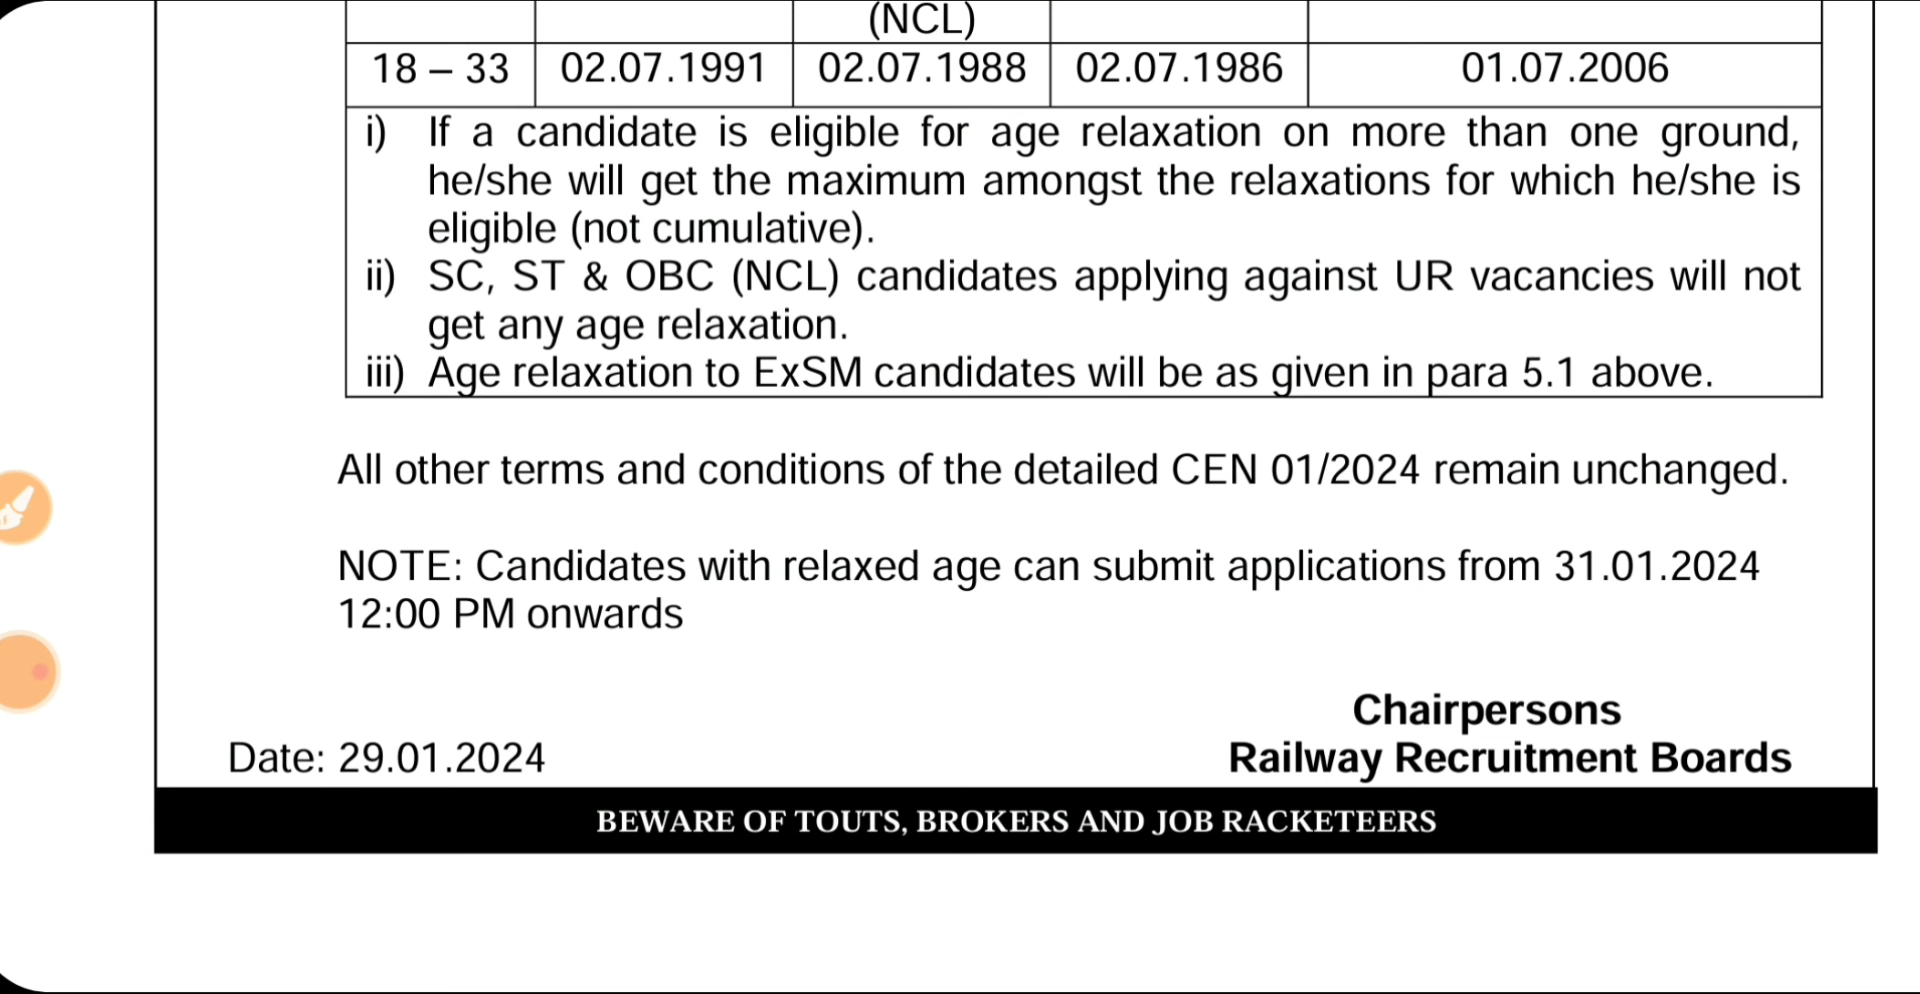 (NCL)
18 – 33 02.07.1991 02.07.1988 02.07.1986 01.07.2006
i) If a candidate is eligible for age relaxation on more than one ground,
he/she will get the maximum amongst the relaxations for which he/she is
eligible (not cumulative).
ii) SC, ST & OBC (NCL) candidates applying against UR vacancies will not
get any age relaxation.
iii) Age relaxation to ExSM candidates will be as given in para 5.1 above.
All other terms and conditions of the detailed CEN 01/2024 remain unchanged.
NOTE: Candidates with relaxed age can submit applications from 31.01.2024
12:00 PM onwards
Chairpersons
Date: 29.01.2024 Railway Recruitment Boards
BEWARE OF TOUTS, BROKERS AND JOB RACKETEERS